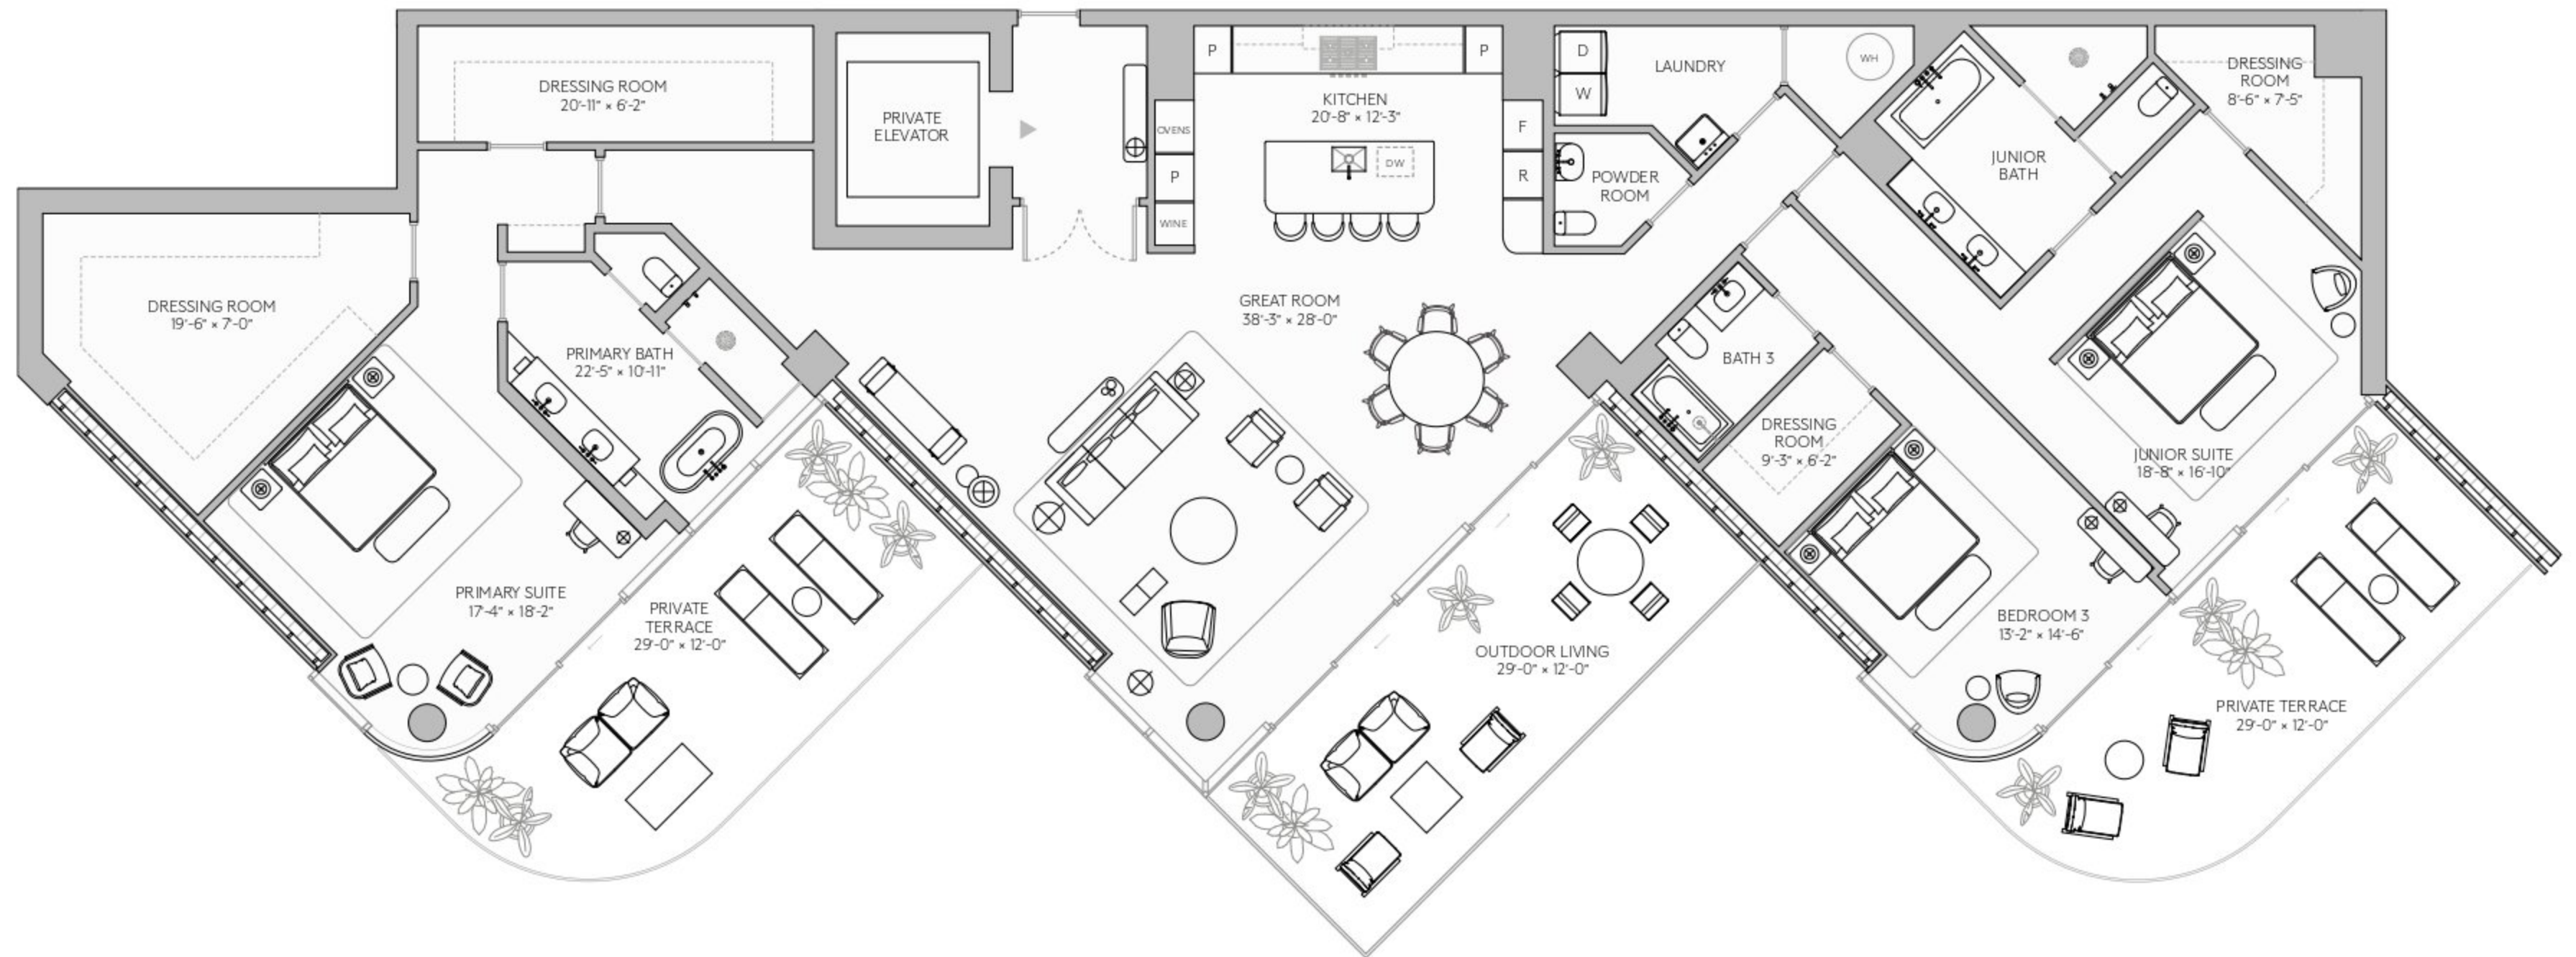 DRESSING ROOM
20'-11" × 6'-2"
PRIVATE
ELEVATOR
P
P
KITCHEN
20'-8" × 12'-3"
OVENS
P
WINE
DW
F
R
D
W
LAUNDRY
WH
POWDER
ROOM
JUNIOR
BATH
DRESSING
ROOM
8'-6" × 7'-5"
DRESSING ROOM
19'-6" × 7'-0"
PRIMARY BATH
22'-5" × 10'-11"
GREAT ROOM
38'-3" × 28'-0"
BATH 3
DRESSING
ROOM
9'-3" × 6'-2"
JUNIOR SUITE
18'-8" × 16'-10"
PRIMARY SUITE
17'-4" × 18'-2"
PRIVATE
TERRACE
29'-0" × 12'-0"
OUTDOOR LIVING
29'-0" × 12'-0"
BEDROOM 3
13'-2" × 14'-6"
PRIVATE TERRACE
29'-0" × 12'-0"